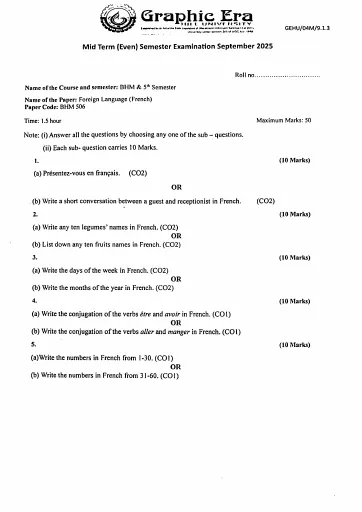 Graphic Era
HILL UNIVERSITY
GEHU/04M/9.1.3
Mid Term (Even) Semester Examination September 2025
Roll no...............................
Name of the Course and semester: BHM & 5th Semester
Name of the Paper: Foreign Language (French)
Paper Code: BHM 506
Time: 1.5 hour Maximum Marks: 50
Note: (i) Answer all the questions by choosing any one of the sub – questions.
(ii) Each sub- question carries 10 Marks.
1. (10 Marks)
(a) Présentez-vous en français. (CO2)
OR
(b) Write a short conversation between a guest and receptionist in French. (CO2)
2. (10 Marks)
(a) Write any ten legumes' names in French. (CO2)
OR
(b) List down any ten fruits names in French. (CO2)
3. (10 Marks)
(a) Write the days of the week in French. (CO2)
OR
(b) Write the months of the year in French. (CO2)
4. (10 Marks)
(a) Write the conjugation of the verbs être and avoir in French. (CO1)
OR
(b) Write the conjugation of the verbs aller and manger in French. (CO1)
5. (10 Marks)
(a)Write the numbers in French from 1-30. (CO1)
OR
(b) Write the numbers in French from 31-60. (CO1)